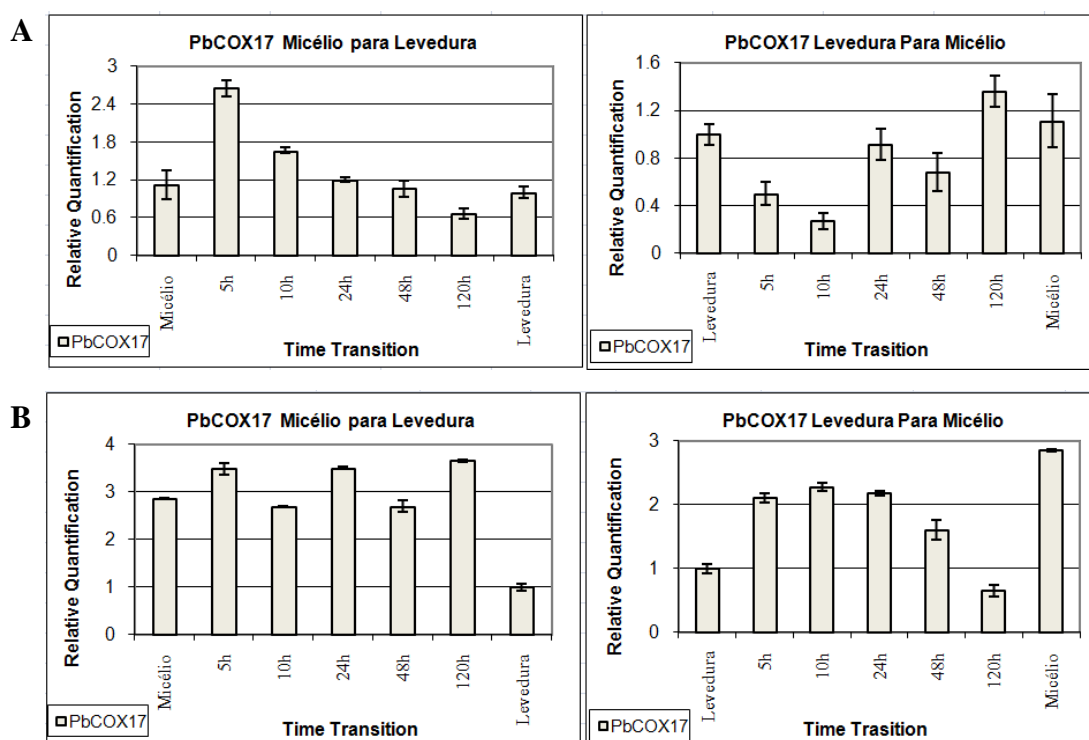 A
PbCOX17 Micélio para Levedura
Relative Quantification
3
2.4
1.8
1.2
0.6
0
Micélio
5h
10h
24h
48h
120h
Levedura
PbCOX17
Time Transition
PbCOX17 Levedura Para Micélio
Relative Quantification
1.6
1.2
0.8
0.4
0
Levedura
5h
10h
24h
48h
120h
Micélio
PbCOX17
Time Trasition
B
PbCOX17 Micélio para Levedura
Relative Quantification
4
3
2
1
0
Micélio
5h
10h
24h
48h
120h
Levedura
PbCOX17
Time Transition
PbCOX17 Levedura Para Micélio
Relative Quantification
3
2
1
0
Levedura
5h
10h
24h
48h
120h
Micélio
PbCOX17
Time Trasition